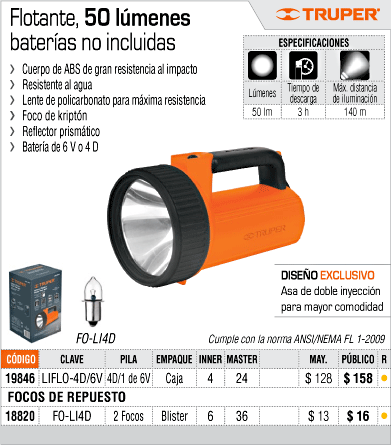 Flotante, 50 lúmenes
baterías no incluidas
TRUPER
ESPECIFICACIONES
Lúmenes
Tiempo de descarga
Máx. distancia de iluminación
50 lm
3 h
140 m
› Cuerpo de ABS de gran resistencia al impacto
› Resistente al agua
› Lente de policarbonato para máxima resistencia
› Foco de kriptón
› Reflector prismático
› Batería de 6 V o 4 D
TRUPER
TRUPER
DISEÑO EXCLUSIVO
Asa de doble inyección
para mayor comodidad
FO-LI4D
Cumple con la norma ANSI/NEMA FL 1-2009
CÓDIGO CLAVE PILA EMPAQUE INNER MASTER MAY. PÚBLICO R
19846 LIFLO-4D/6V 4D/1 de 6V Caja 4 24 $ 128 $ 158
FOCOS DE REPUESTO
18820 FO-LI4D 2 Focos Blister 6 36 $ 13 $ 16